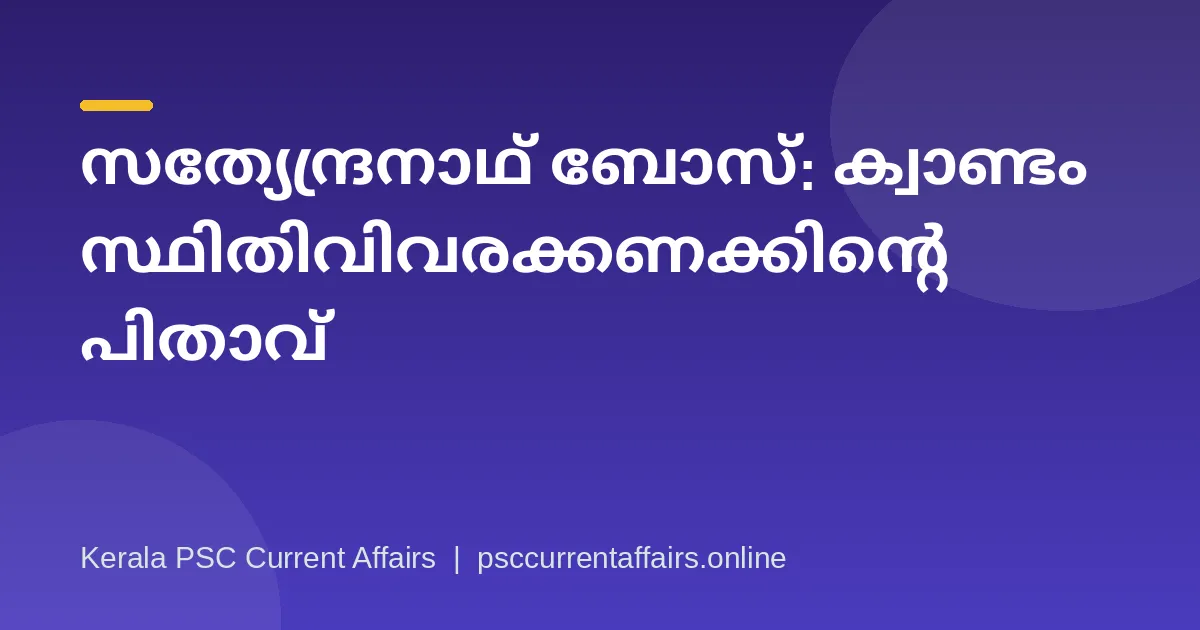 സത്യേന്ദ്രനാഥ് ബോസ്: ക്വാണ്ടം
സ്ഥിതിവിവരക്കണക്കിന്റെ
പിതാവ്
Kerala PSC Current Affairs | psccurrentaffairs.online